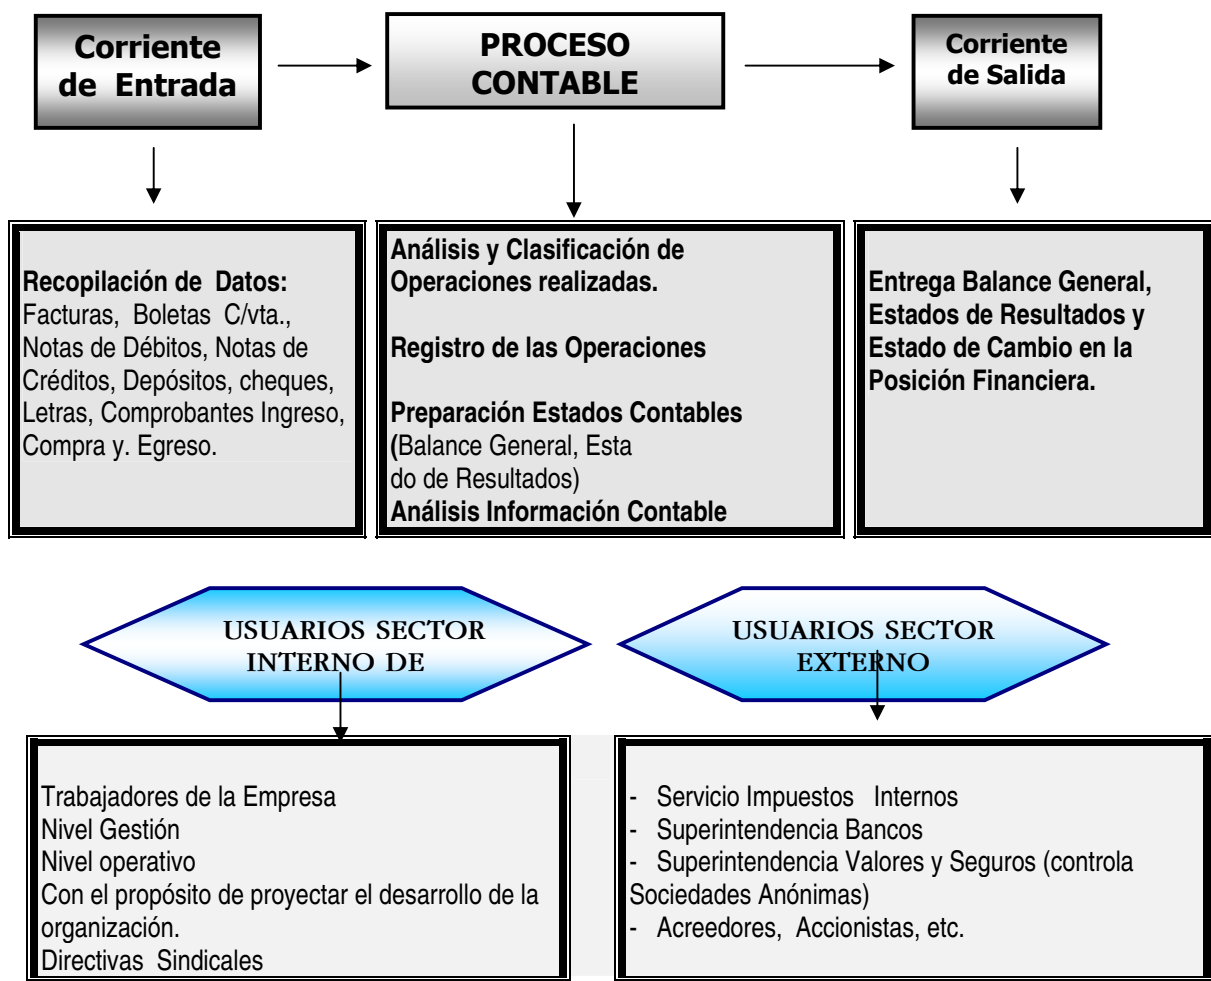 Corriente
de Entrada
PROCESO
CONTABLE
Corriente
de Salida
Recopilación de Datos:
Facturas, Boletas C/vta.,
Notas de Débitos, Notas de
Créditos, Depósitos, cheques,
Letras, Comprobantes Ingreso,
Compra y. Egreso.
Análisis y Clasificación de
Operaciones realizadas.
Registro de las Operaciones
Preparación Estados Contables
(Balance General, Esta
do de Resultados)
Análisis Información Contable
Entrega Balance General,
Estados de Resultados y
Estado de Cambio en la
Posición Financiera.
USUARIOS SECTOR
INTERNO DE
USUARIOS SECTOR
EXTERNO
Trabajadores de la Empresa
Nivel Gestión
Nivel operativo
Con el propósito de proyectar el desarrollo de la
organización.
Directivas Sindicales
- Servicio Impuestos Internos
- Superintendencia Bancos
- Superintendencia Valores y Seguros (controla
Sociedades Anónimas)
- Acreedores, Accionistas, etc.